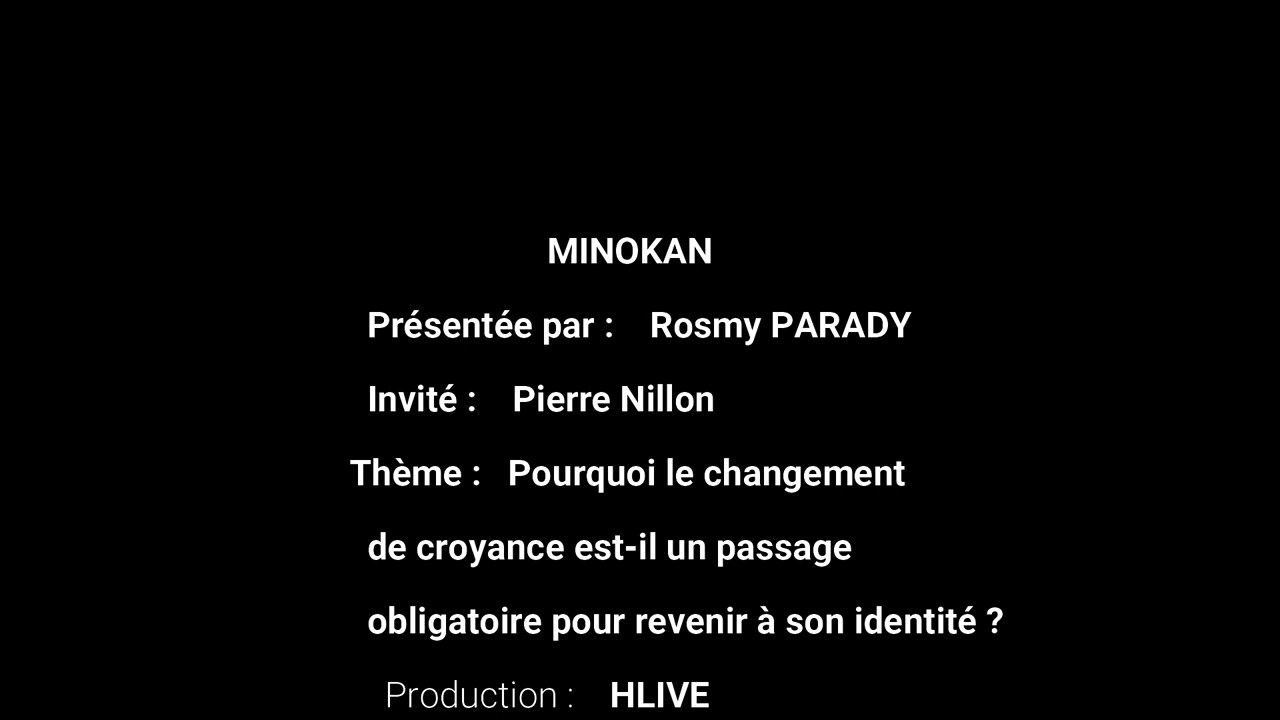 MINOKAN
Présentée par : Rosmy PARADY
Invité : Pierre Nillon
Thème : Pourquoi le changement
de croyance est-il un passage
obligatoire pour revenir à son identité ?
Production : HLIVE